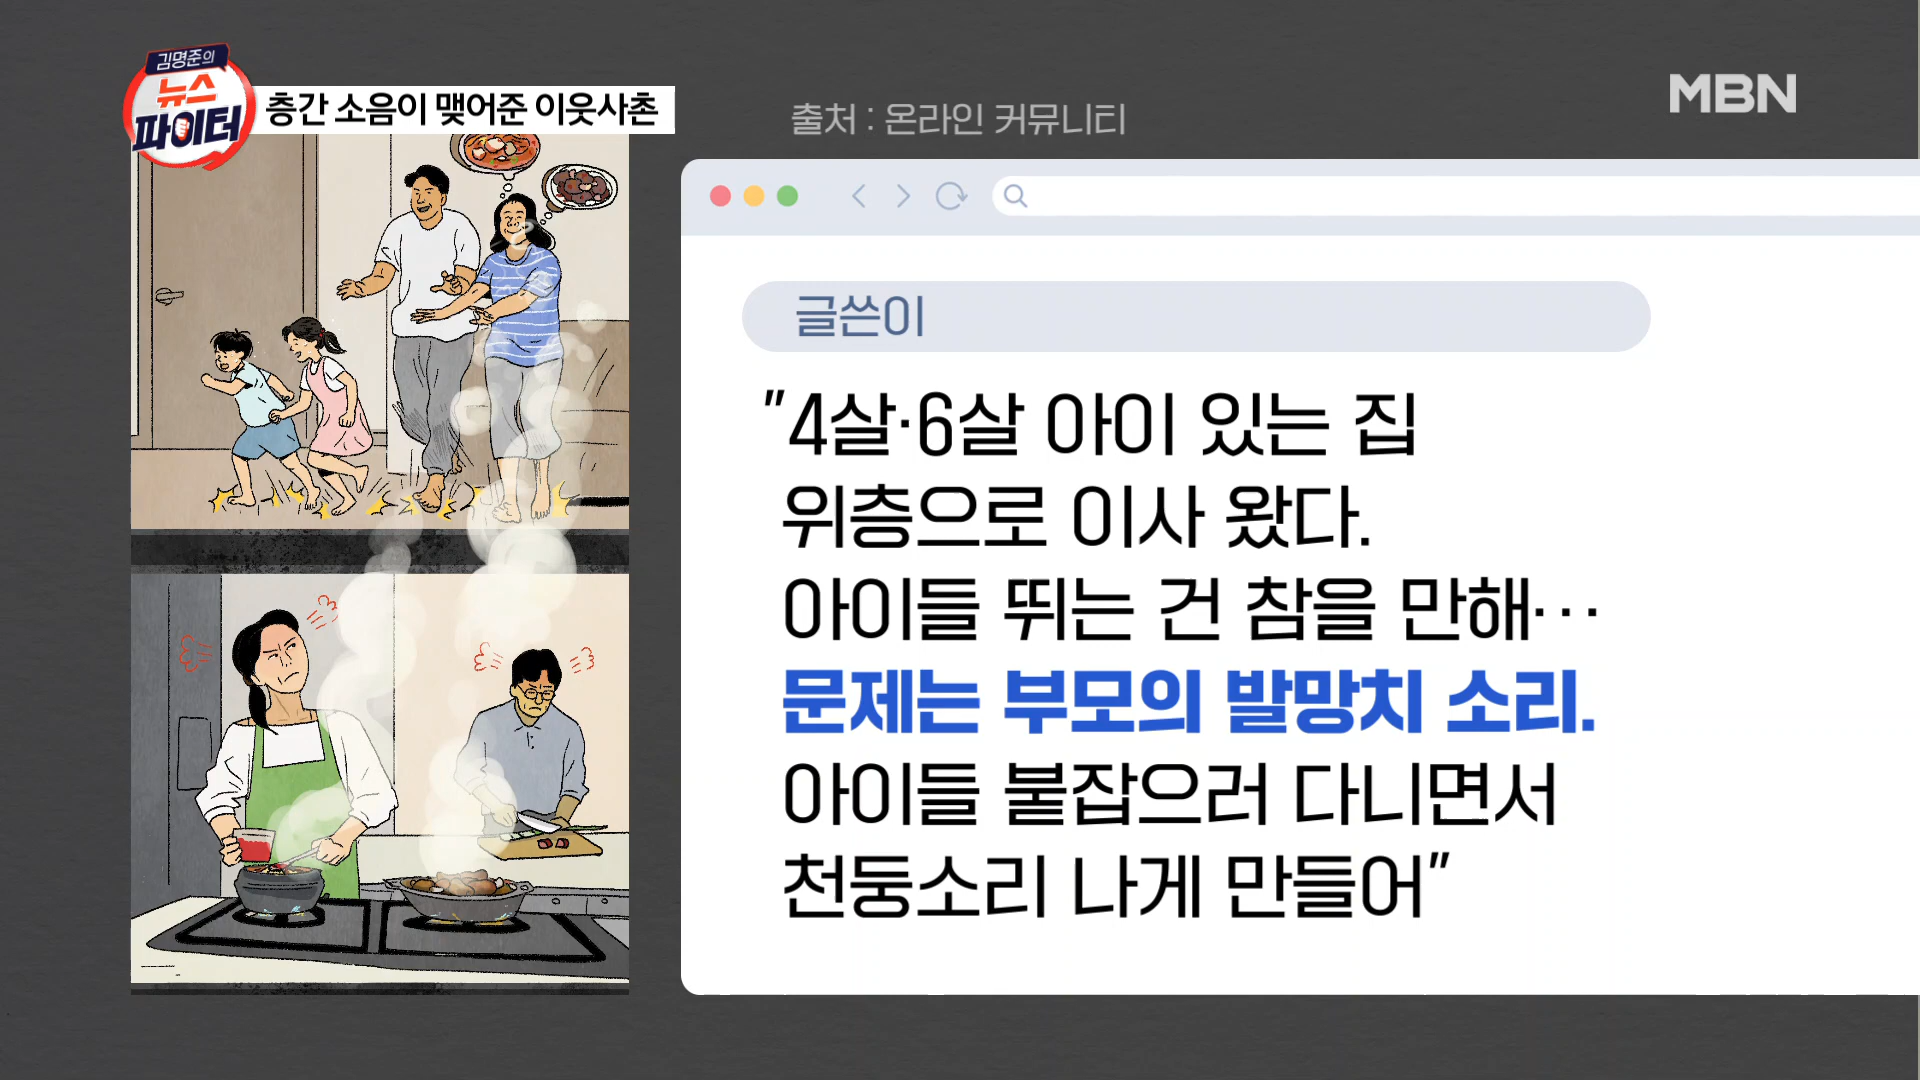 김명준의
뉴스
파이터
층간 소음이 맺어준 이웃사촌
출처 : 온라인 커뮤니티
MBN
글쓴이
"4살·6살 아이 있는 집
위층으로 이사 왔다.
아이들 뛰는 건 참을 만해…
문제는 부모의 발망치 소리.
아이들 붙잡으러 다니면서
천둥소리 나게 만들어"